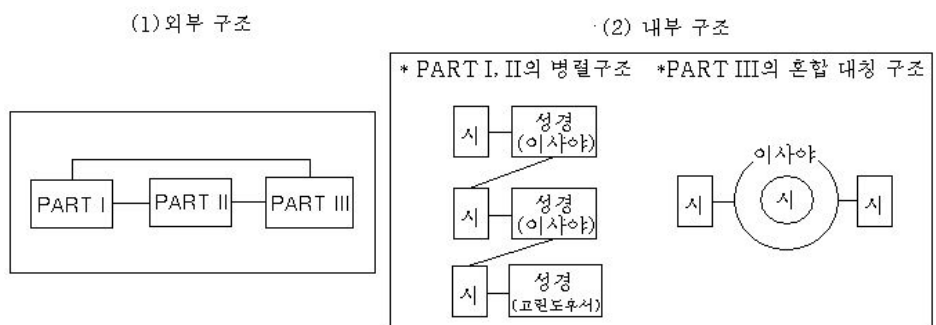 (1)외부 구조
(2) 내부 구조
* PART I, II의 병렬구조
*PART III의 혼합 대칭 구조
PART I
PART II
PART III
시
성경
(이사야)
시
성경
(이사야)
시
성경
(고린도후서)
이사야
시
시
시